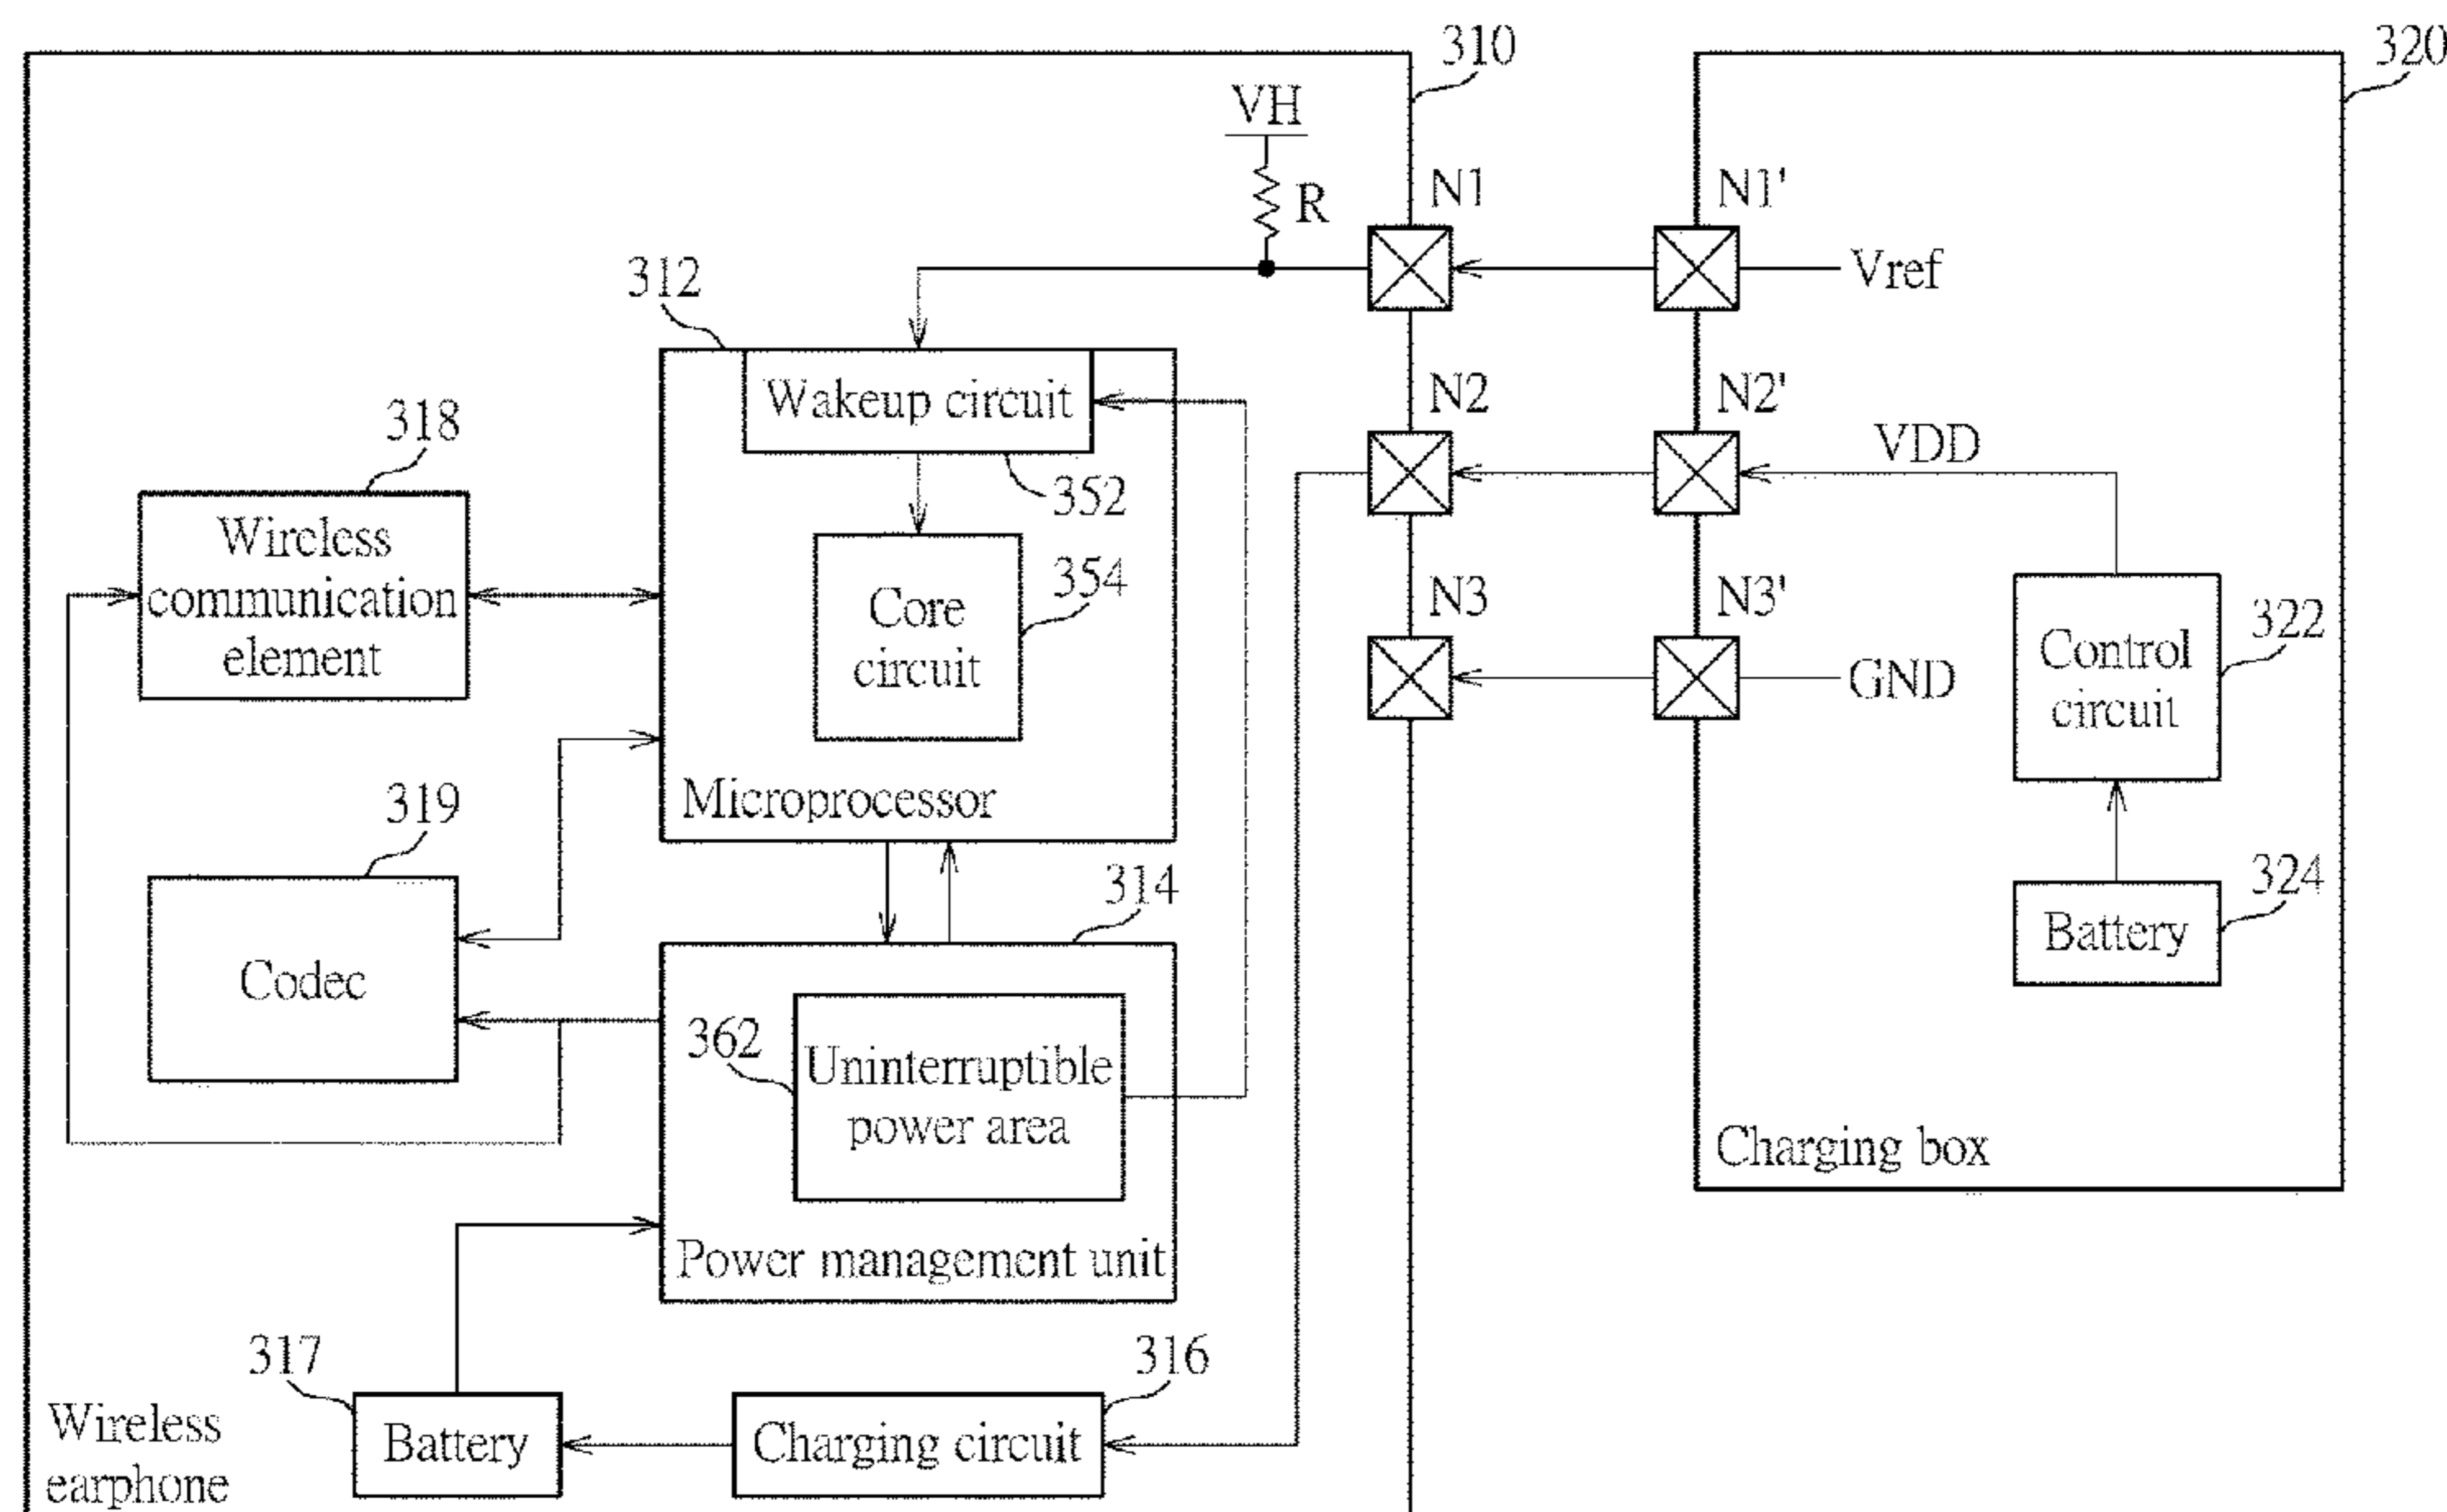 310
320
VH
R
N1
N1'
Vref
312
Wakeup circuit
352
N2
N2'
VDD
318
Wireless
communication
element
354
Core
circuit
N3
N3'
GND
322
Control
circuit
Microprocessor
319
Codec
314
324
Battery
362
Uninterruptible
power area
Power management unit
Charging box
317
Battery
316
Charging circuit
Wireless
earphone